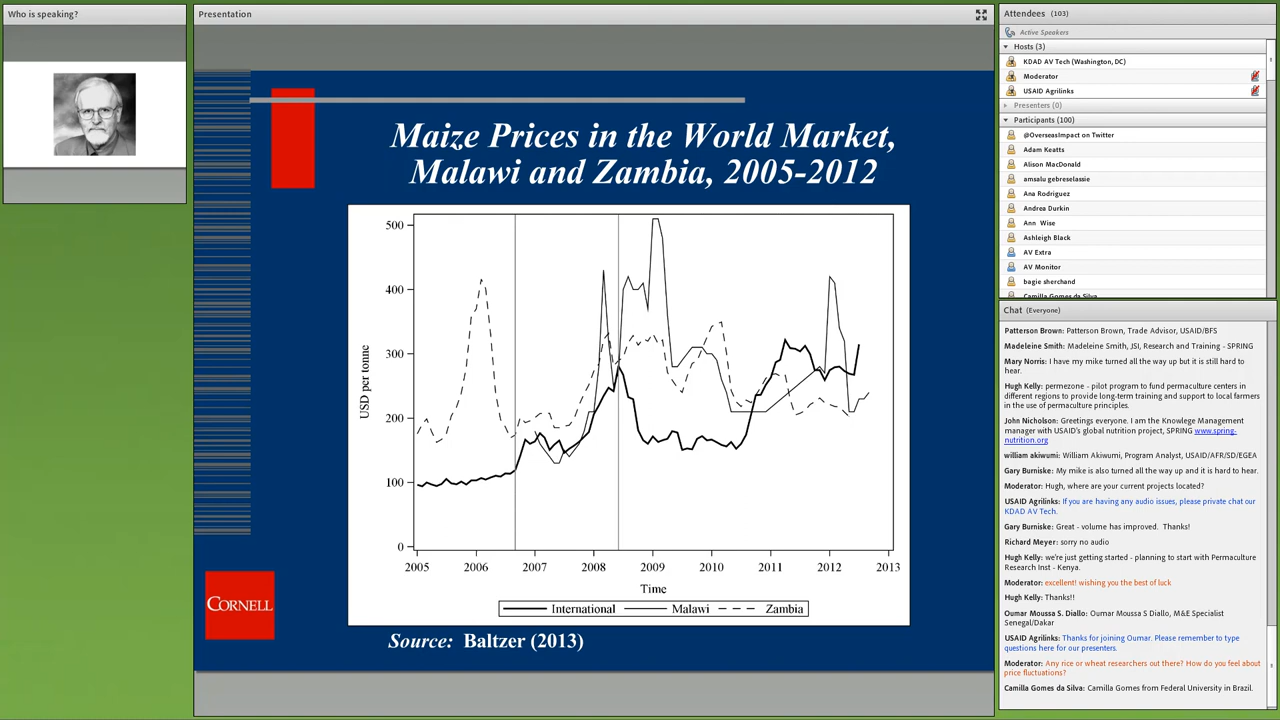 Who is speaking?
Presentation
Maize Prices in the World Market,
Malawi and Zambia, 2005-2012
500
400
300
200
100
0
USD per tonne
2005 2006 2007 2008 2009 2010 2011 2012 2013
Time
International Malawi Zambia
CORNELL
Source: Baltzer (2013)
Attendees (103)
Active Speakers
Hosts (3)
KDAD AV Tech (Washington, DC)
Moderator
USAID Agrilinks
Presenters (0)
Participants (100)
@OverseasImpact on Twitter
Adam Keatts
Alison MacDonald
amsalu gebreselassie
Ana Rodriguez
Andrea Durkin
Ann Wise
Ashleigh Black
AV Extra
AV Monitor
bagie sherchand
Camilla Gomes da Silva
Chat (Everyone)
Patterson Brown: Patterson Brown, Trade Advisor, USAID/BFS
Madeleine Smith: Madeleine Smith, JSI, Research and Training - SPRING
Mary Norris: I have my mike turned all the way up but it is still hard to
hear.
Hugh Kelly: permezone - pilot program to fund permaculture centers in
different regions to provide long-term training and support to local farmers
in the use of permaculture principles.
John Nicholson: Greetings everyone. I am the Knowlege Management
manager with USAID's global nutrition project, SPRING www.spring-
nutrition.org
william akiwumi: William Akiwumi, Program Analyst, USAID/AFR/SD/EGEA
Gary Burniske: My mike is also turned all the way up and it is hard to hear.
Moderator: Hugh, where are your current projects located?
USAID Agrilinks: If you are having any audio issues, please private chat our
KDAD AV Tech.
Gary Burniske: Great - volume has improved. Thanks!
Richard Meyer: sorry no audio
Hugh Kelly: we're just getting started - planning to start with Permaculture
Research Inst - Kenya.
Moderator: excellent! wishing you the best of luck
Hugh Kelly: Thanks!!
Oumar Moussa S. Diallo: Oumar Moussa S Diallo, M&E Specialist
Senegal/Dakar
USAID Agrilinks: Thanks for joining Oumar. Please remember to type
questions here for our presenters.
Moderator: Any rice or wheat researchers out there? How do you feel about
price fluctuations?
Camilla Gomes da Silva: Camilla Gomes from Federal University in Brazil.